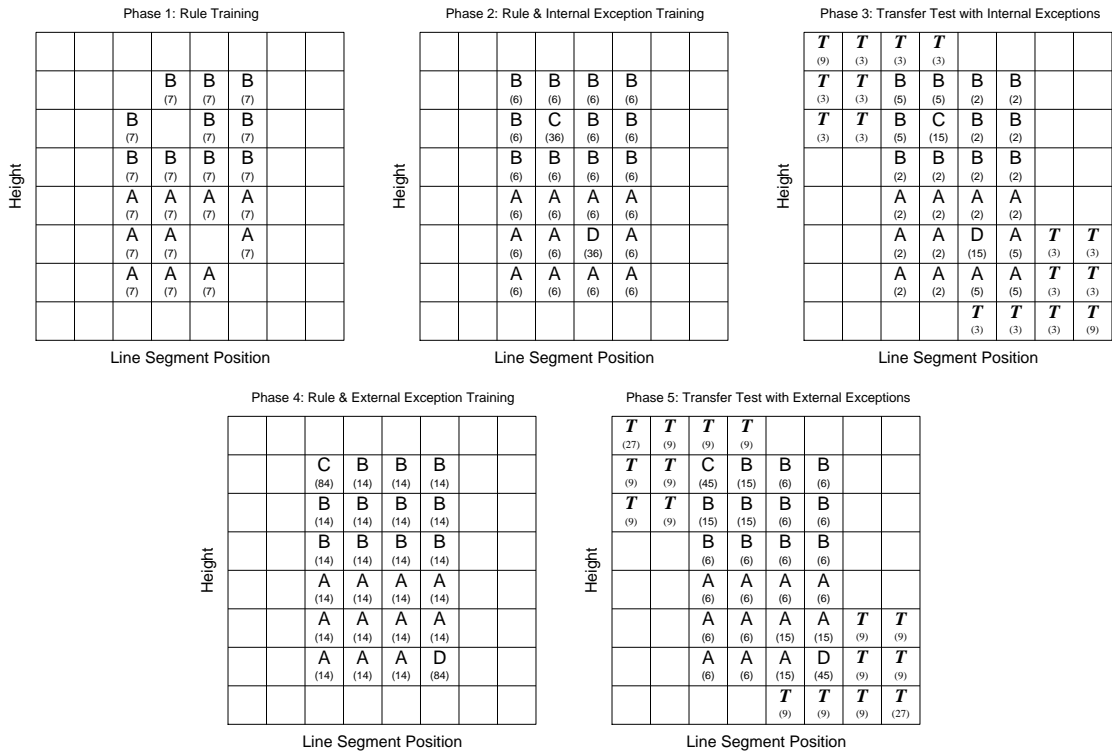 Phase 1: Rule Training
B B B
(7) (7) (7)
B B B
(7) (7) (7)
B B B B
(7) (7) (7) (7)
A A A A
(7) (7) (7) (7)
A A A
(7) (7) (7)
A A A
(7) (7) (7)
Height
Line Segment Position
Phase 2: Rule & Internal Exception Training
B B B B
(6) (6) (6) (6)
B C B B
(6) (36) (6) (6)
B B B B
(6) (6) (6) (6)
A A A A
(6) (6) (6) (6)
A A D A
(6) (6) (36) (6)
A A A A
(6) (6) (6) (6)
Height
Line Segment Position
Phase 3: Transfer Test with Internal Exceptions
T T T T
(9) (3) (3) (3)
T T B B B B
(3) (3) (5) (5) (2) (2)
T T B C B B
(3) (3) (5) (15) (2) (2)
B B B B
(2) (2) (2) (2)
A A A A
(2) (2) (2) (2)
A A D A T T
(2) (2) (15) (5) (3) (3)
A A A A T T
(2) (2) (5) (5) (3) (3)
T T T T
(3) (3) (3) (9)
Height
Line Segment Position
Phase 4: Rule & External Exception Training
C B B B
(84) (14) (14) (14)
B B B B
(14) (14) (14) (14)
B B B B
(14) (14) (14) (14)
A A A A
(14) (14) (14) (14)
A A A A
(14) (14) (14) (14)
A A A D
(14) (14) (14) (84)
Height
Line Segment Position
Phase 5: Transfer Test with External Exceptions
T T T T
(27) (9) (9) (9)
T T C B B B
(9) (9) (45) (15) (6) (6)
T T B B B B
(9) (9) (15) (15) (6) (6)
B B B B
(6) (6) (6) (6)
A A A A
(6) (6) (6) (6)
A A A A T T
(6) (6) (15) (15) (9) (9)
A A A D T T
(6) (6) (15) (45) (9) (9)
T T T T
(9) (9) (9) (27)
Height
Line Segment Position